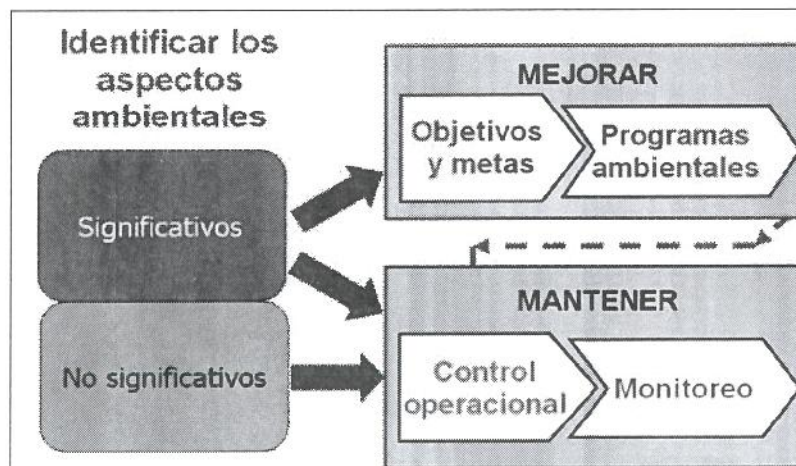 Identificar los
aspectos
ambientales
Significativos
No significativos
MEJORAR
Objetivos
y metas
Programas
ambientales
MANTENER
Control
operacional
Monitoreo